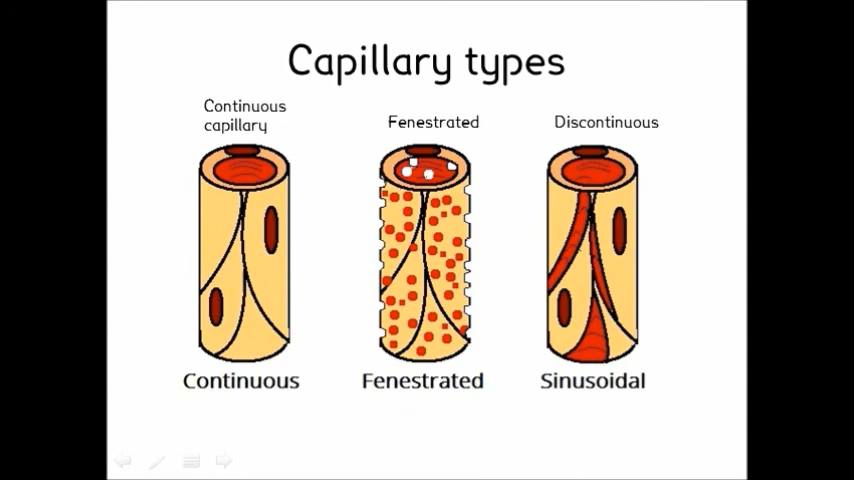 Capillary types
Continuous
capillary
Fenestrated
Discontinuous
Continuous
Fenestrated
Sinusoidal